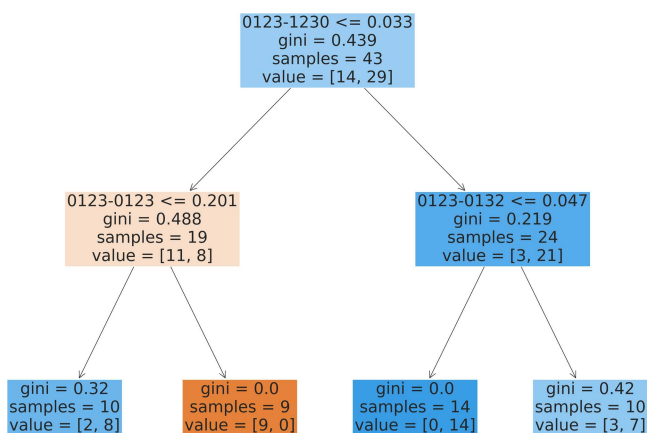 0123-1230 <= 0.033
gini = 0.439
samples = 43
value = [14, 29]
0123-0123 <= 0.201
gini = 0.488
samples = 19
value = [11, 8]
0123-0132 <= 0.047
gini = 0.219
samples = 24
value = [3, 21]
gini = 0.32
samples = 10
value = [2, 8]
gini = 0.0
samples = 9
value = [9, 0]
gini = 0.0
samples = 14
value = [0, 14]
gini = 0.42
samples = 10
value = [3, 7]